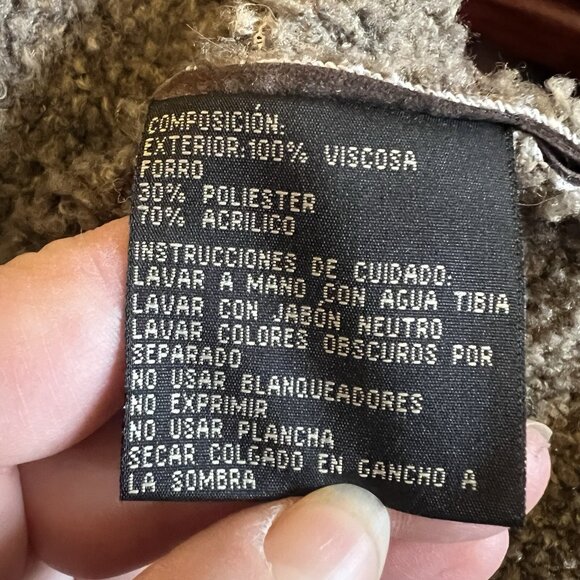 COMPOSICIÓN:
EXTERIOR:100% VISCOSA
FORRO
30% POLIESTER
70% ACRILICO
INSTRUCCIONES DE CUIDADO:
LAVAR A MANO CON AGUA TIBIA
LAVAR CON JABÓN NEUTRO
LAVAR COLORES OBSCUROS POR
SEPARADO
NO USAR BLANQUEADORES
NO EXPRIMIR
NO USAR PLANCHA
SECAR COLGADO EN GANCHO A
LA SOMBRA